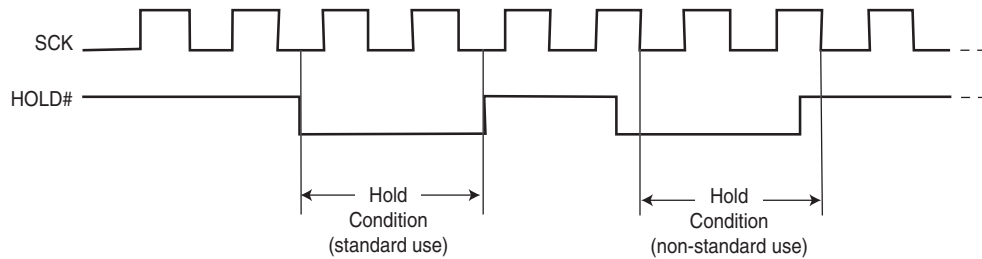 SCK
HOLD#
Hold
Condition
(standard use)
Hold
Condition
(non-standard use)